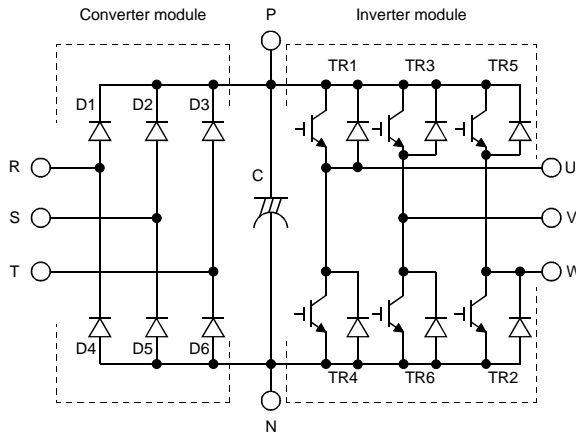 Converter module
P
Inverter module
TR1
TR3
TR5
D1
D2
D3
R
C
U
S
V
T
W
D4
D5
D6
TR4
TR6
TR2
N